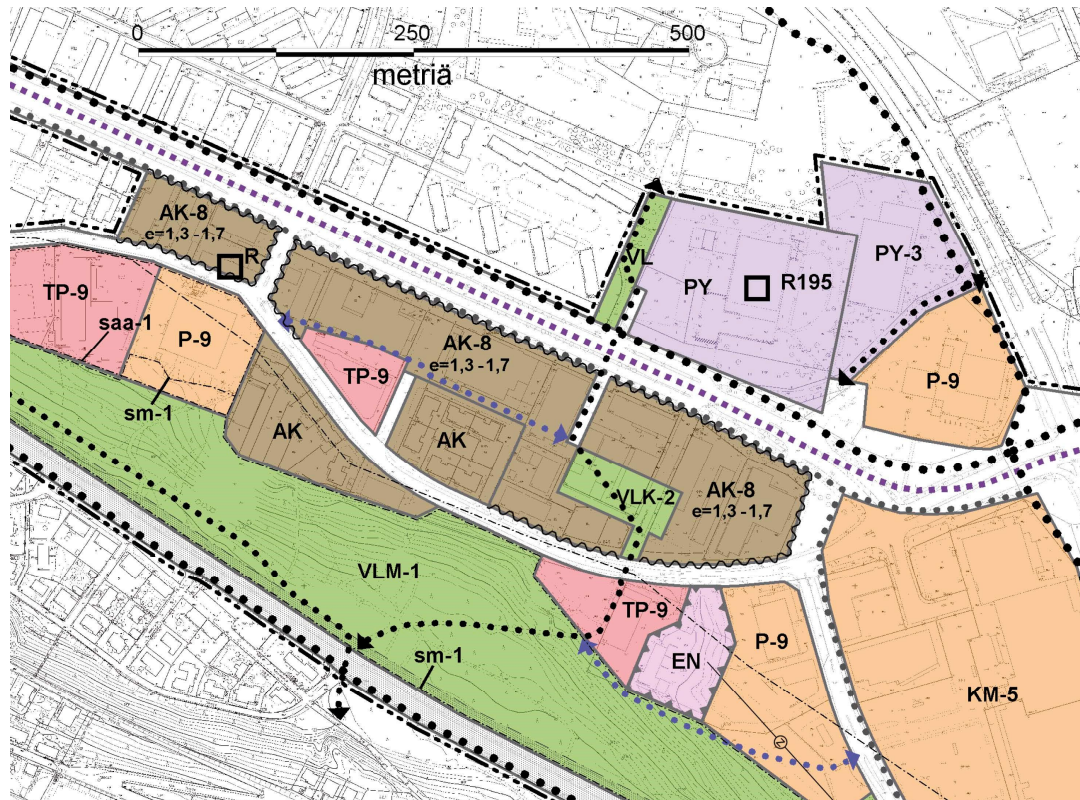 0 250 500
metriä
AK-8
e=1,3 -1,7
R
VL
PY
R195
PY-3
TP-9
saa-1
P-9
sm-1
AK-8
e=1,3 -1,7
TP-9
P-9
AK
AK
VLK-2
AK-8
e=1,3 -1,7
VLM-1
TP-9
sm-1
EN
P-9
KM-5